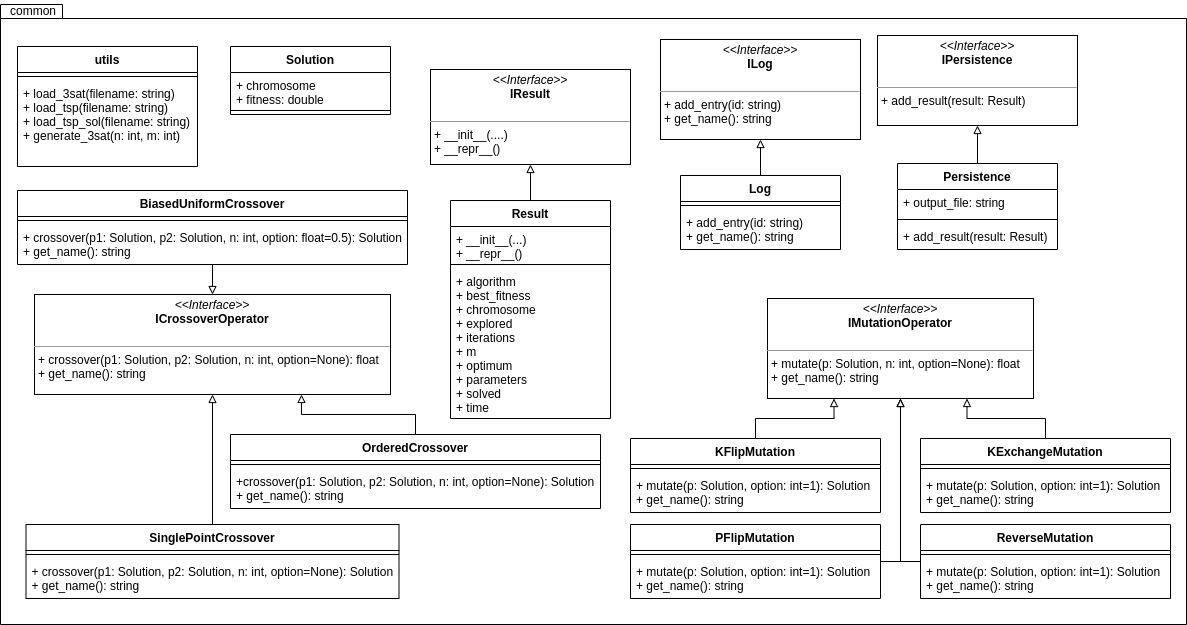 common
utils
+ load_3sat(filename: string)
+ load_tsp(filename: string)
+ load_tsp_sol(filename: string)
+ generate_3sat(n: int, m: int)
Solution
+ chromosome
+ fitness: double
<<Interface>>
IResult
+ __init__(....)
+ __repr__()
<<Interface>>
ILog
+ add_entry(id: string)
+ get_name(): string
<<Interface>>
IPersistence
+ add_result(result: Result)
Log
+ add_entry(id: string)
+ get_name(): string
Persistence
+ output_file: string
+ add_result(result: Result)
BiasedUniformCrossover
+ crossover(p1: Solution, p2: Solution, n: int, option: float=0.5): Solution
+ get_name(): string
Result
+ __init__(...)
+ __repr__()
+ algorithm
+ best_fitness
+ chromosome
+ explored
+ iterations
+ m
+ optimum
+ parameters
+ solved
+ time
<<Interface>>
ICrossoverOperator
+ crossover(p1: Solution, p2: Solution, n: int, option=None): float
+ get_name(): string
<<Interface>>
IMutationOperator
+ mutate(p: Solution, n: int, option=None): float
+ get_name(): string
OrderedCrossover
+crossover(p1: Solution, p2: Solution, n: int, option=None): Solution
+ get_name(): string
SinglePointCrossover
+ crossover(p1: Solution, p2: Solution, n: int, option=None): Solution
+ get_name(): string
KFlipMutation
+ mutate(p: Solution, option: int=1): Solution
+ get_name(): string
KExchangeMutation
+ mutate(p: Solution, option: int=1): Solution
+ get_name(): string
PFlipMutation
+ mutate(p: Solution, option: int=1): Solution
+ get_name(): string
ReverseMutation
+ mutate(p: Solution, option: int=1): Solution
+ get_name(): string